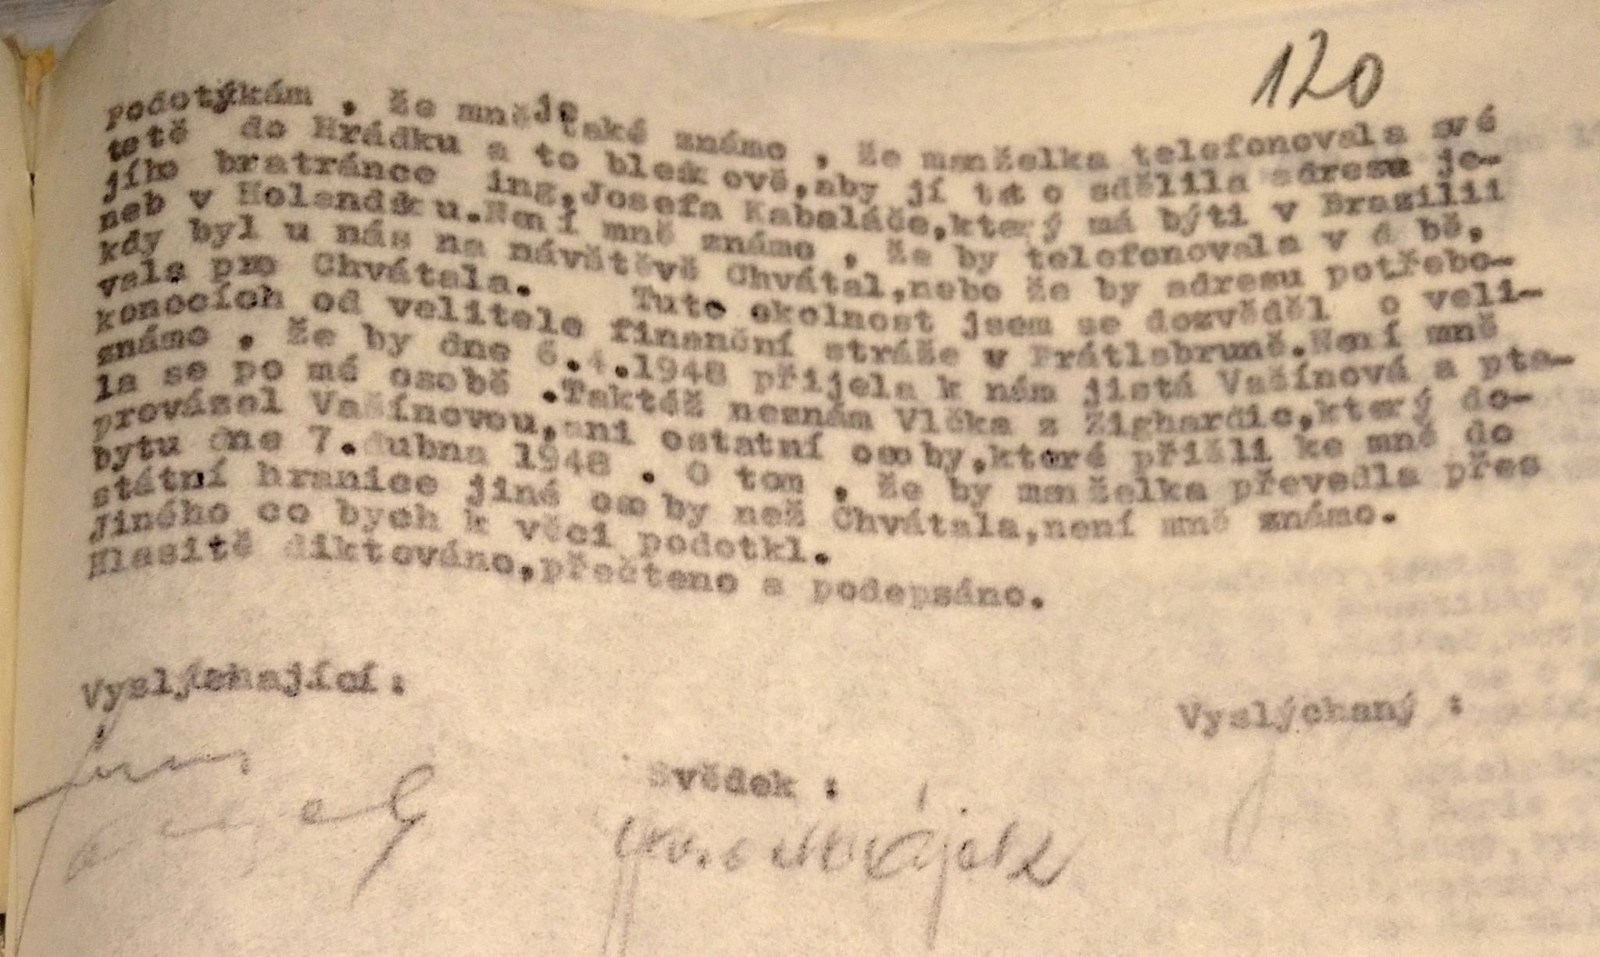 120
Podotýkám , že mně je také známo , že manželka telefonovala své
tetě do Hrádku a to bleskově,aby jí tato sdělila adresu je-
jího bratránce ing.Josefa Kabeláče,který má býti v Brazilii
neb v Holandsku.Není mně známo , že by telefonovala v době,
kdy byl u nás na návštěvě Chvátal,nebo že by adresu potřebo-
vala pro Chvátala. Tuto okolnost jsem se dozvěděl o veli-
konocích od velitele finanční stráže v Prátlsbruně.Není mně
známo , že by dne 6.4.1948 přijela k nám jistá Vašínová a pta-
la se po mé osobě .Taktéž neznám Vlčka z Zighardic,který do-
provázel Vašínovou,ani ostatní osoby,které přišli ke mně do
bytu dne 7.dubna 1948 . O tom , že by manželka převedla přes
státní hranice jiné osoby než Chvátala,není mně známo.
Jiného co bych k věci podotkl.
Hlasitě diktováno,přečteno a podepsáno.
Vyslýchající:
Vyslýchaný :
Svědek :